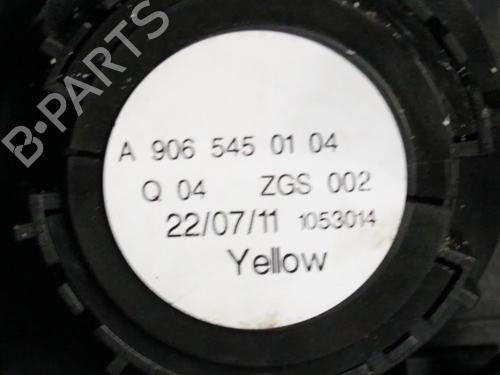 B-PARTS
A 906 545 01 04
Q 04 ZGS 002
22/07/11 1053014
Yellow